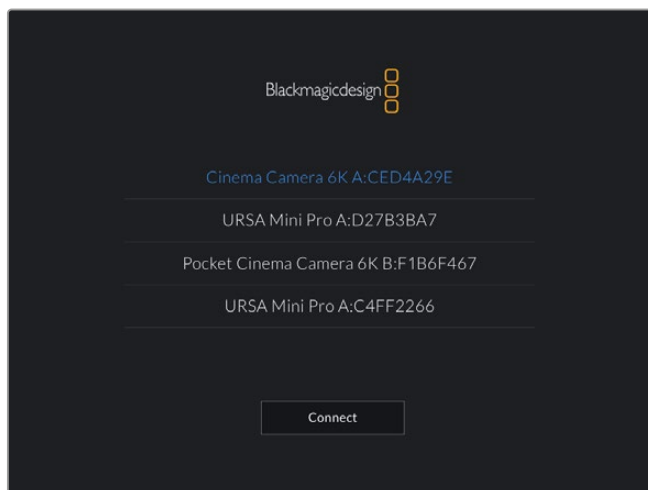 Blackmagicdesign
Cinema Camera 6K A:CED4A29E
URSA Mini Pro A:D27B3BA7
Pocket Cinema Camera 6K B:F1B6F467
URSA Mini Pro A:C4FF2266
Connect